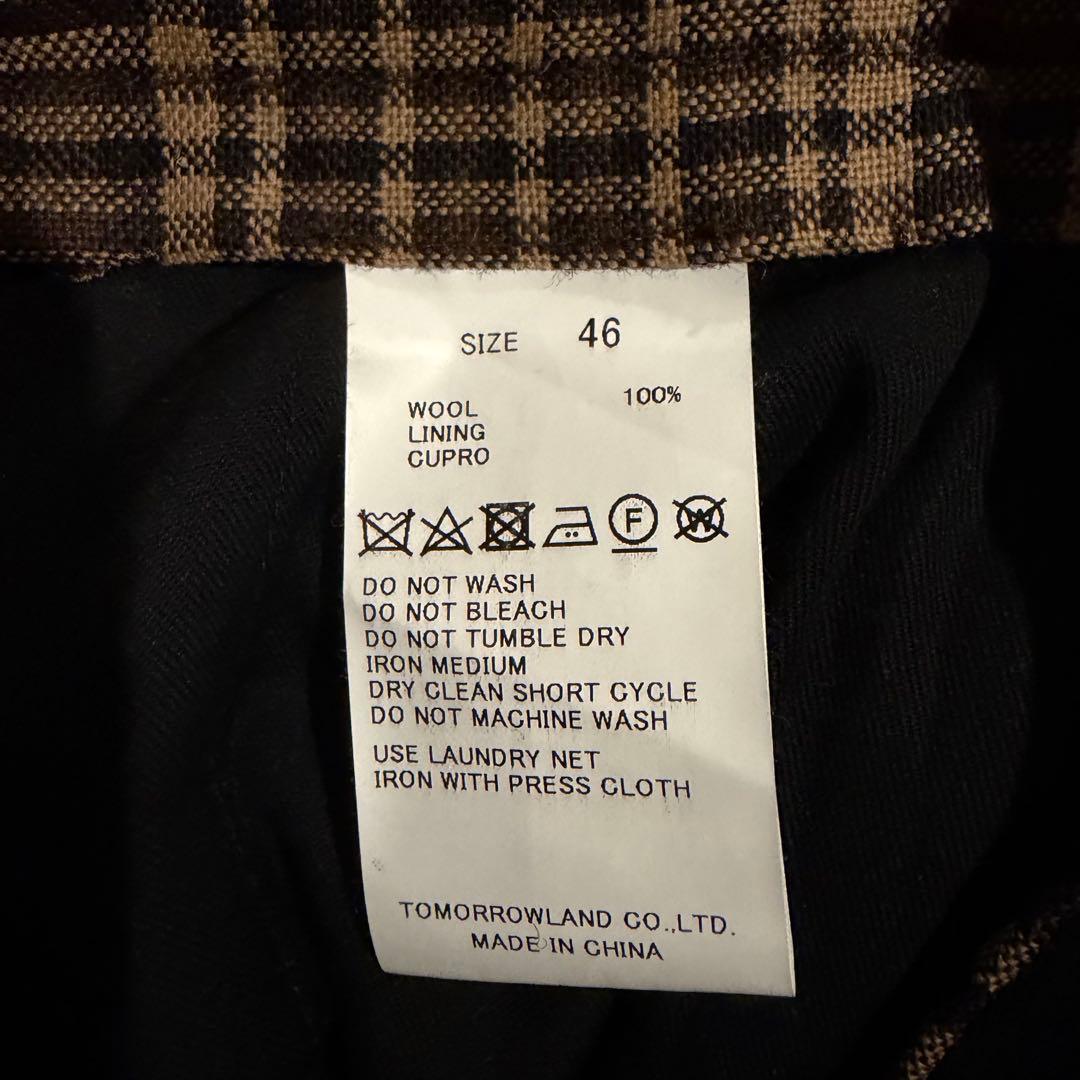 SIZE 46
WOOL 100%
LINING
CUPRO
F W
DO NOT WASH
DO NOT BLEACH
DO NOT TUMBLE DRY
IRON MEDIUM
DRY CLEAN SHORT CYCLE
DO NOT MACHINE WASH
USE LAUNDRY NET
IRON WITH PRESS CLOTH
TOMORROWLAND CO.,LTD.
MADE IN CHINA